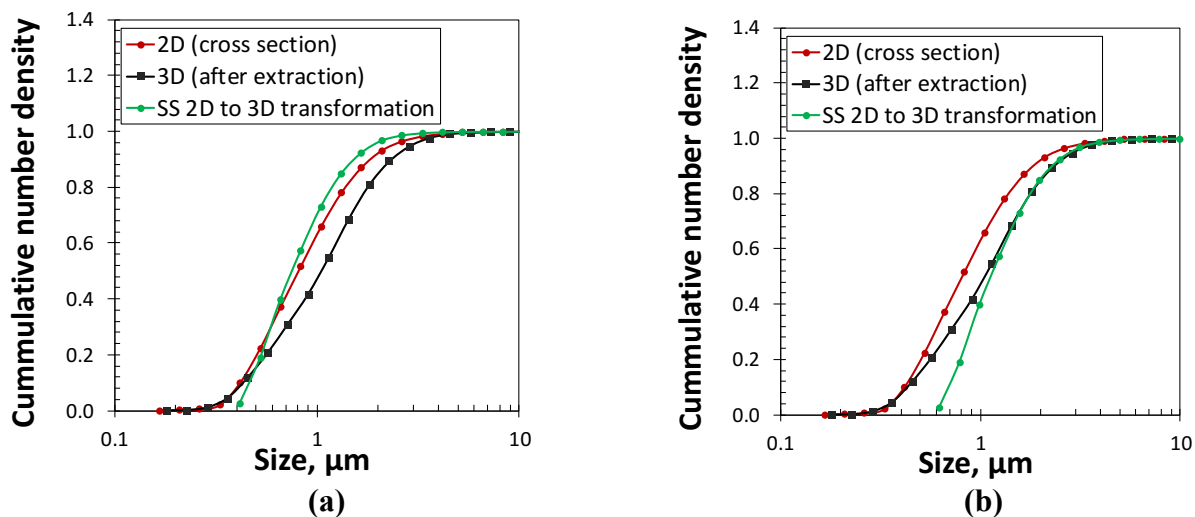 1.4
1.2
1.0
0.8
0.6
0.4
0.2
0.0
Cummulative number density
2D (cross section)
3D (after extraction)
SS 2D to 3D transformation
0.1
1
10
Size, μm
(a)
1.4
1.2
1.0
0.8
0.6
0.4
0.2
0.0
Cummulative number density
2D (cross section)
3D (after extraction)
SS 2D to 3D transformation
0.1
1
10
Size, μm
(b)